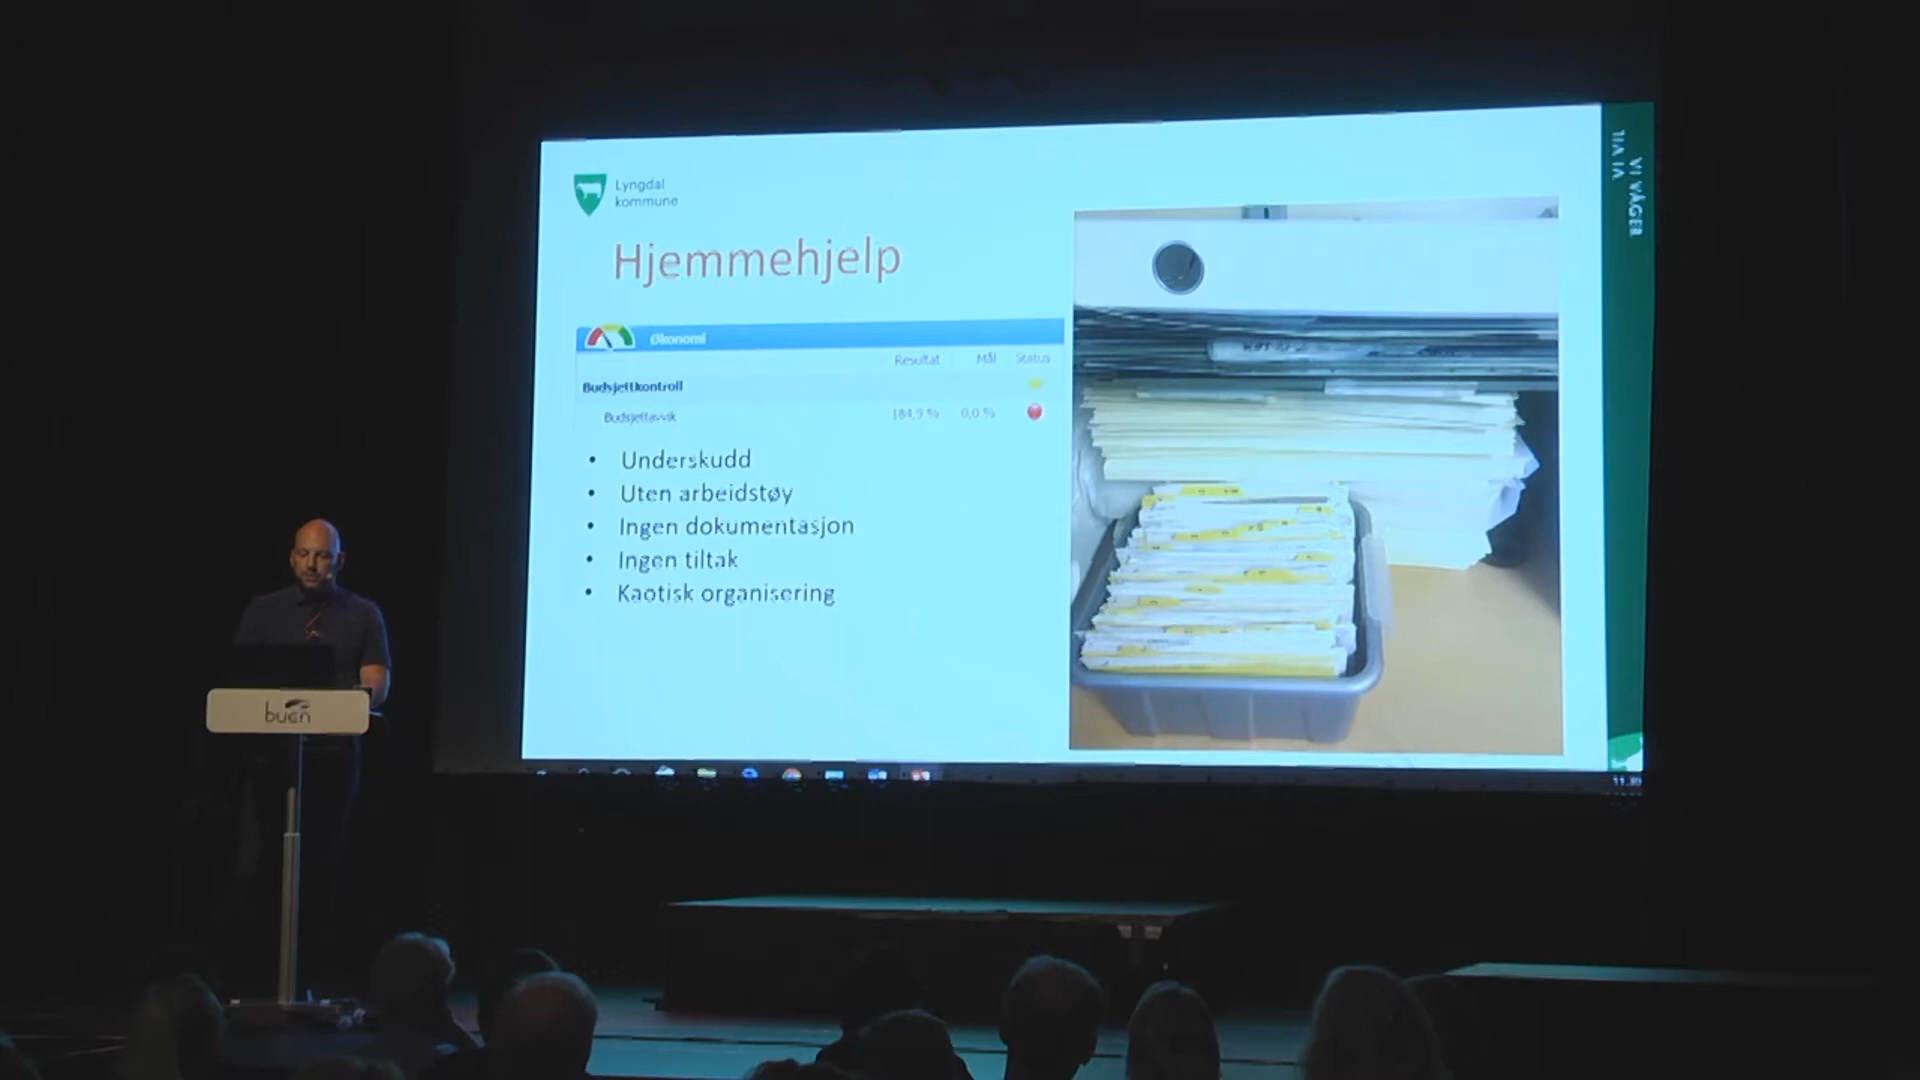 Lyngdal
kommune
VI VÅGER
Hjemmehjelp
Økonomi
Resultat Mål Status
Budsjettkontroll
Budsjettavvik 184,9 % 0,0 %
• Underskudd
• Uten arbeidstøy
• Ingen dokumentasjon
• Ingen tiltak
• Kaotisk organisering
buen